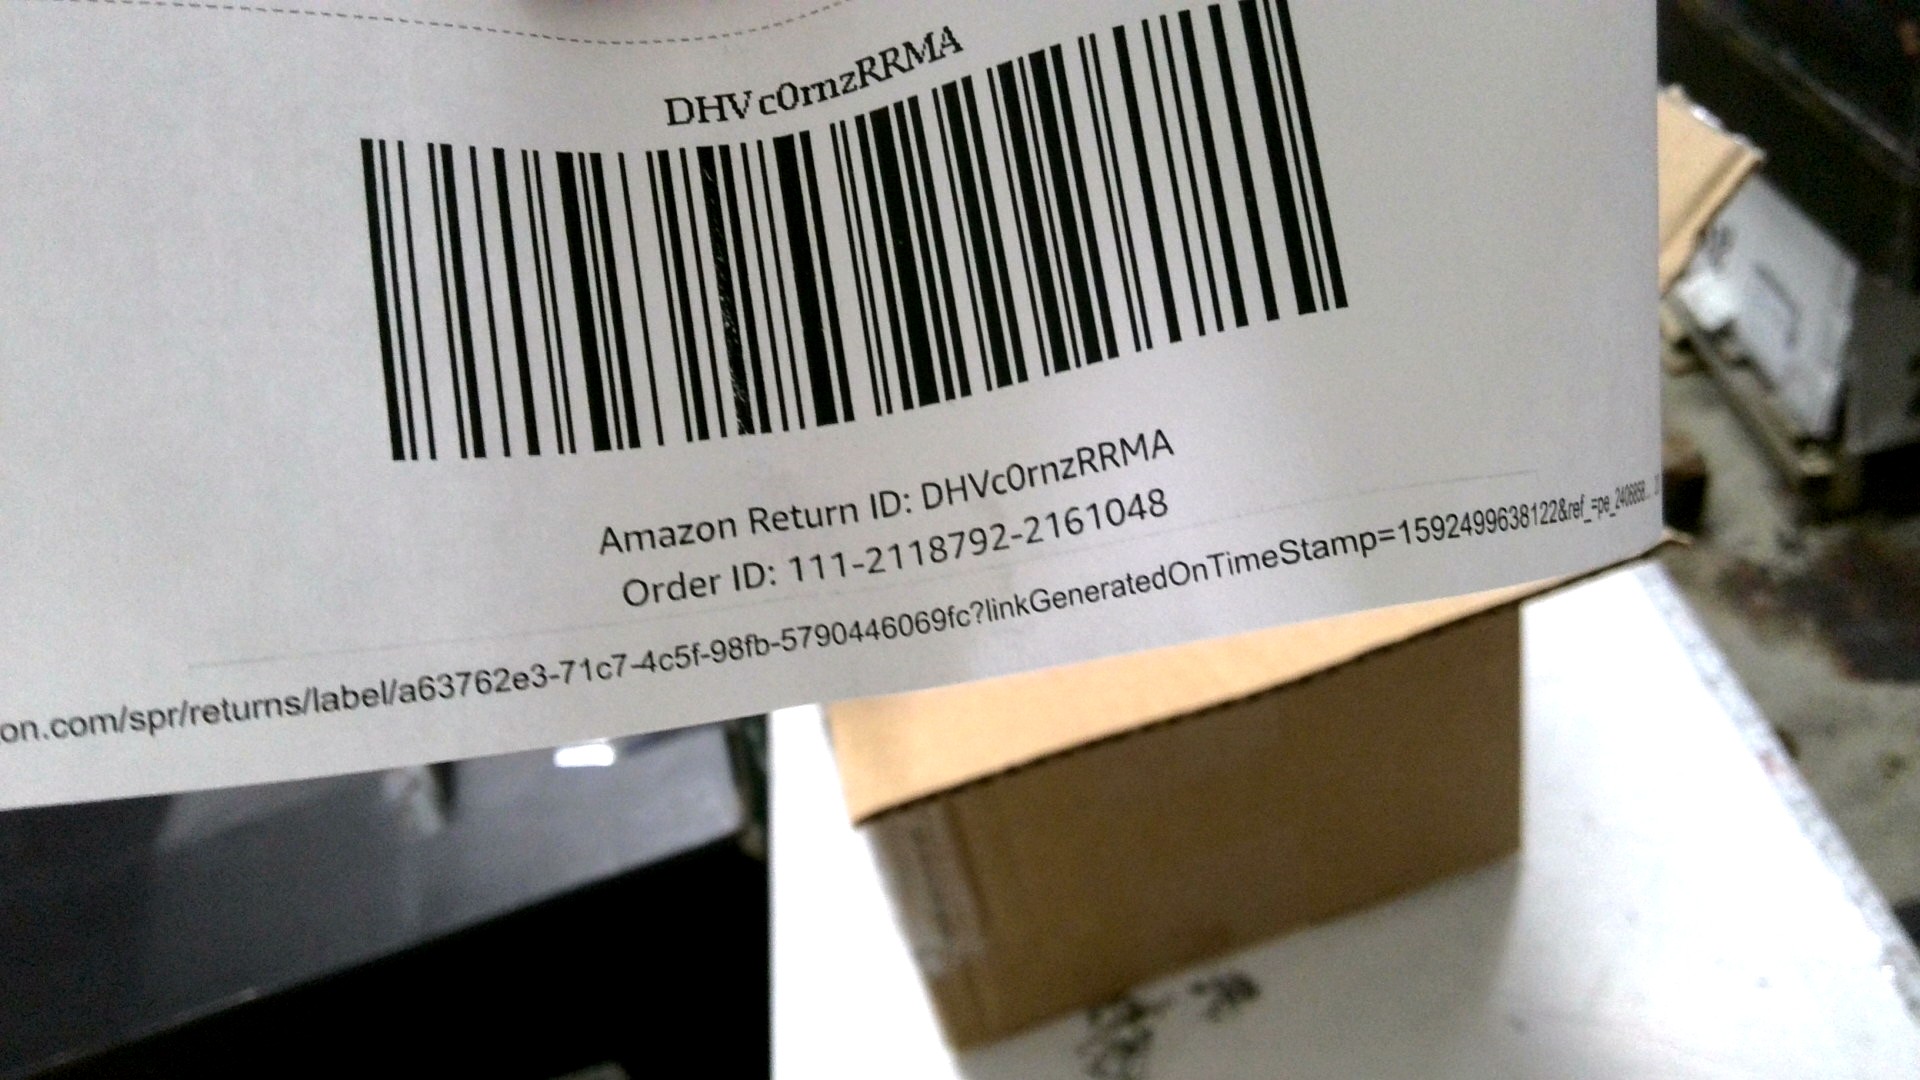 DHVc0rnzRRMA
Amazon Return ID: DHVc0rnzRRMA
Order ID: 111-2118792-2161048
on.com/spr/returns/label/a63762e3-71c7-4c5f-98fb-5790446069fc?linkGeneratedOnTimeStamp=1592499638122&ref_=pe_2406858...